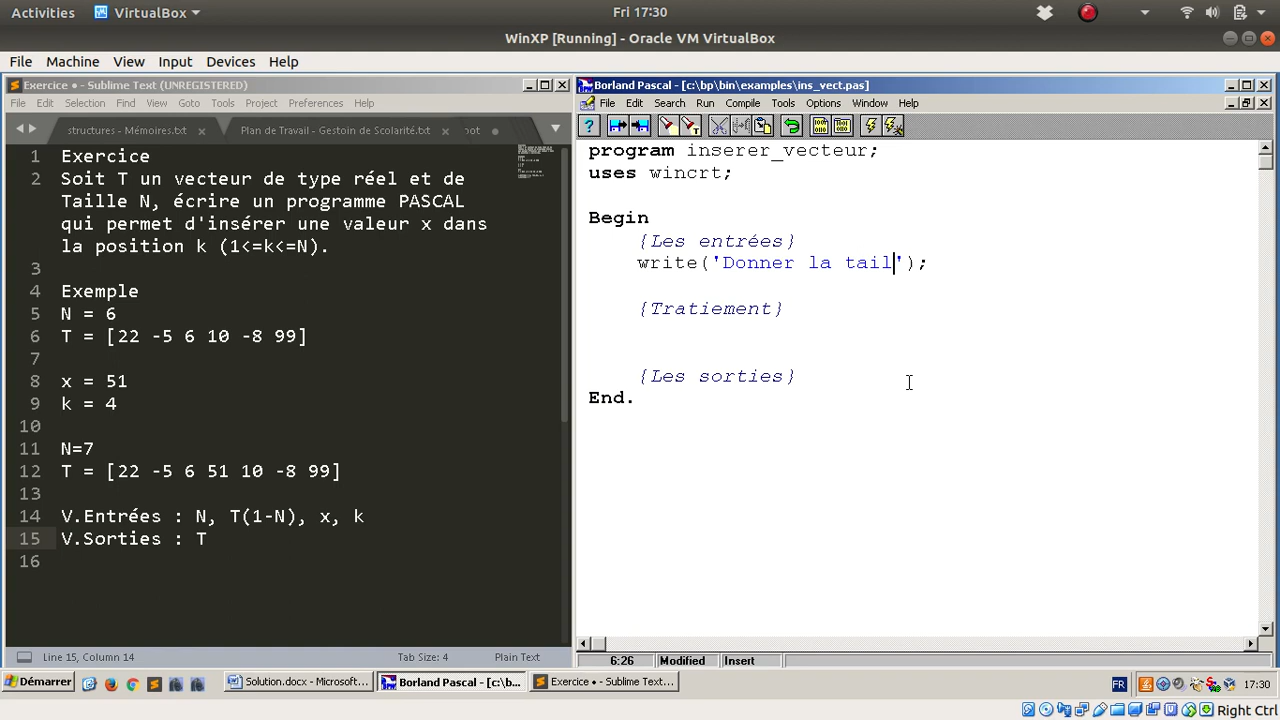 Activities VirtualBox Fri 17:30
WinXP [Running] - Oracle VM VirtualBox
File Machine View Input Devices Help
Exercice • - Sublime Text (UNREGISTERED)
File Edit Selection Find View Goto Tools Project Preferences Help
structures - Mémoires.txt Plan de Travail - Gestoin de Scolarité.txt
1 Exercice
2 Soit T un vecteur de type réel et de
Taille N, écrire un programme PASCAL
qui permet d'insérer une valeur x dans
la position k (1<=k<=N).
3
4 Exemple
5 N = 6
6 T = [22 -5 6 10 -8 99]
7
8 x = 51
9 k = 4
10
11 N=7
12 T = [22 -5 6 51 10 -8 99]
13
14 V.Entrées : N, T(1-N), x, k
15 V.Sorties : T
16
Line 15, Column 14 Tab Size: 4 Plain Text
Borland Pascal - [c:\bp\bin\examples\ins_vect.pas]
File Edit Search Run Compile Tools Options Window Help
program inserer_vecteur;
uses wincrt;
Begin
{Les entrées}
write('Donner la tail');
{Tratiement}
{Les sorties}
End.
6:26 Modified Insert
Démarrer Solution.docx - Microsoft... Borland Pascal - [c:\b... Exercice • - Sublime Text... FR 17:30
Right Ctrl